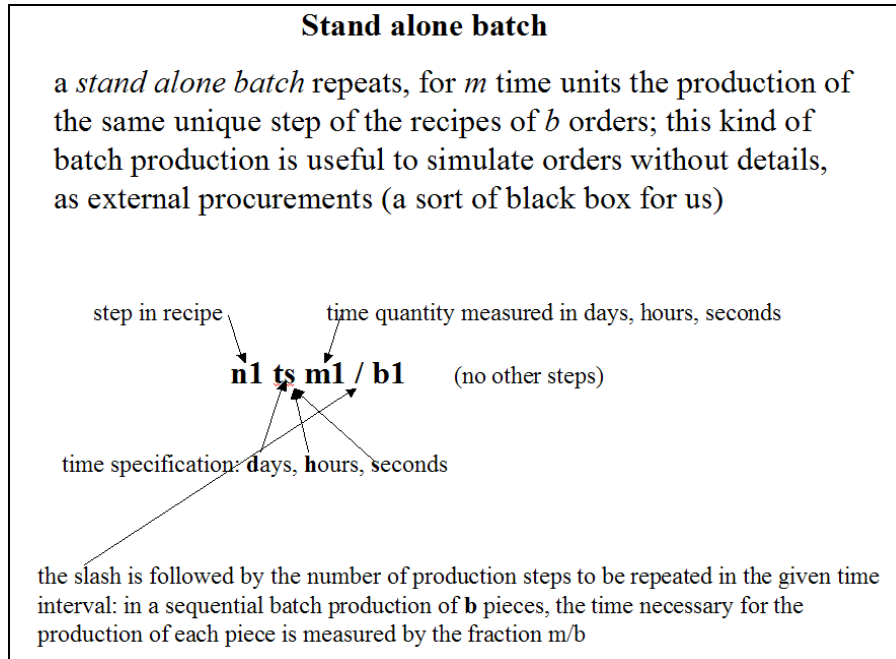 Stand alone batch
a stand alone batch repeats, for m time units the production of
the same unique step of the recipes of b orders; this kind of
batch production is useful to simulate orders without details,
as external procurements (a sort of black box for us)
step in recipe
time quantity measured in days, hours, seconds
n1 ts m1 / b1 (no other steps)
time specification: days, hours, seconds
the slash is followed by the number of production steps to be repeated in the given time
interval: in a sequential batch production of b pieces, the time necessary for the
production of each piece is measured by the fraction m/b